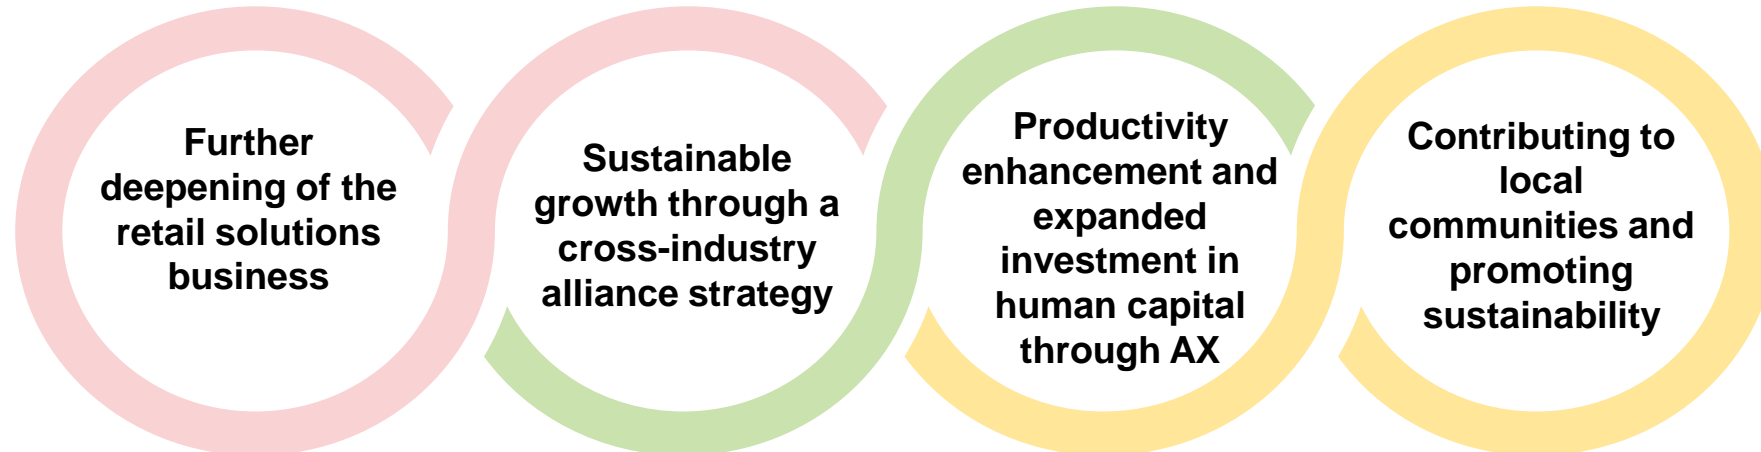 Further
deepening of the
retail solutions
business
Sustainable
growth through a
cross-industry
alliance strategy
Productivity
enhancement and
expanded
investment in
human capital
through AX
Contributing to
local
communities and
promoting
sustainability